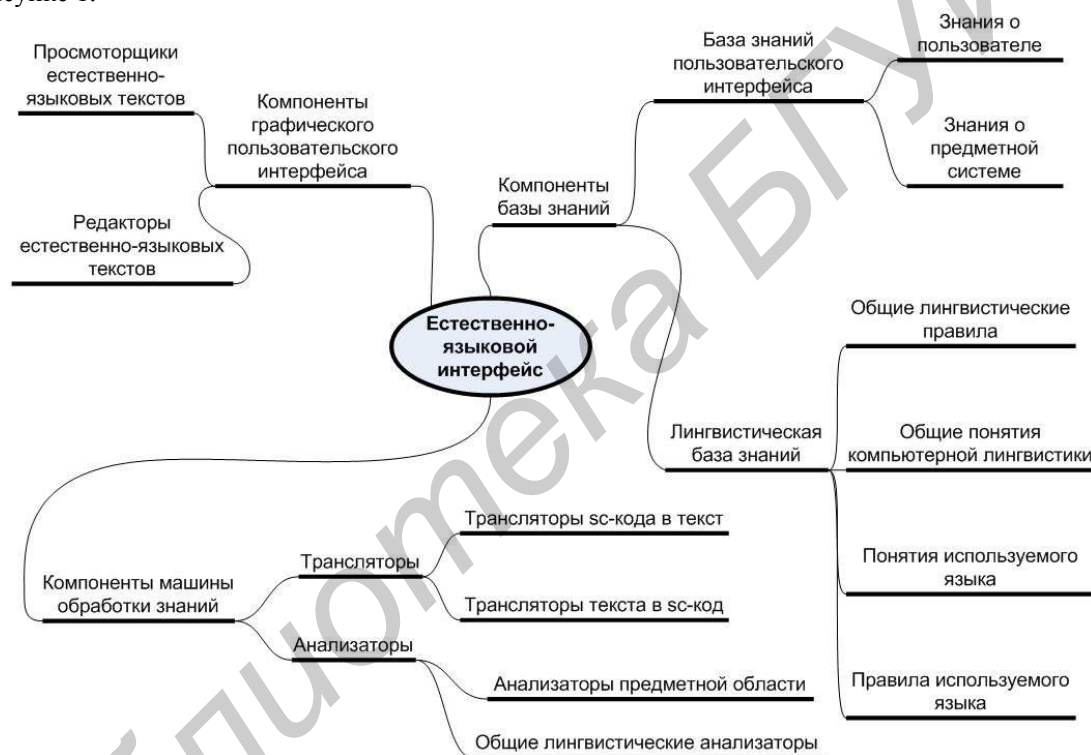 Просмоторщики
естественно-
языковых текстов
Компоненты
графического
пользовательского
интерфейса
Редакторы
естественно-языковых
текстов
База знаний
пользовательского
интерфейса
Знания о
пользователе
Знания о
предметной
системе
Компоненты
базы знаний
Естественно-
языковой
интерфейс
Общие лингвистические
правила
Лингвистическая
база знаний
Общие понятия
компьютерной лингвистики
Понятия используемого
языка
Правила используемого
языка
Компоненты машины
обработки знаний
Трансляторы
Трансляторы sc-кода в текст
Трансляторы текста в sc-код
Анализаторы
Анализаторы предметной области
Общие лингвистические анализаторы